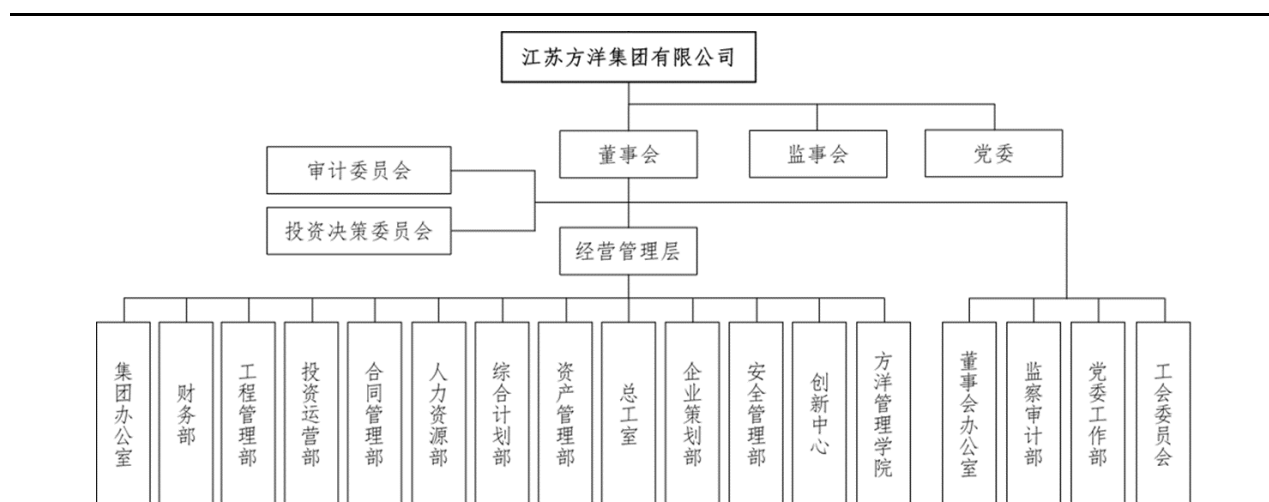 江苏方洋集团有限公司
董事会
监事会
党委
审计委员会
投资决策委员会
经营管理层
集团办公室
财务部
工程管理部
投资运营部
合同管理部
人力资源部
综合计划部
资产管理部
总工室
企业策划部
安全管理部
创新中心
方洋管理学院
董事会办公室
监察审计部
党委工作部
工会委员会